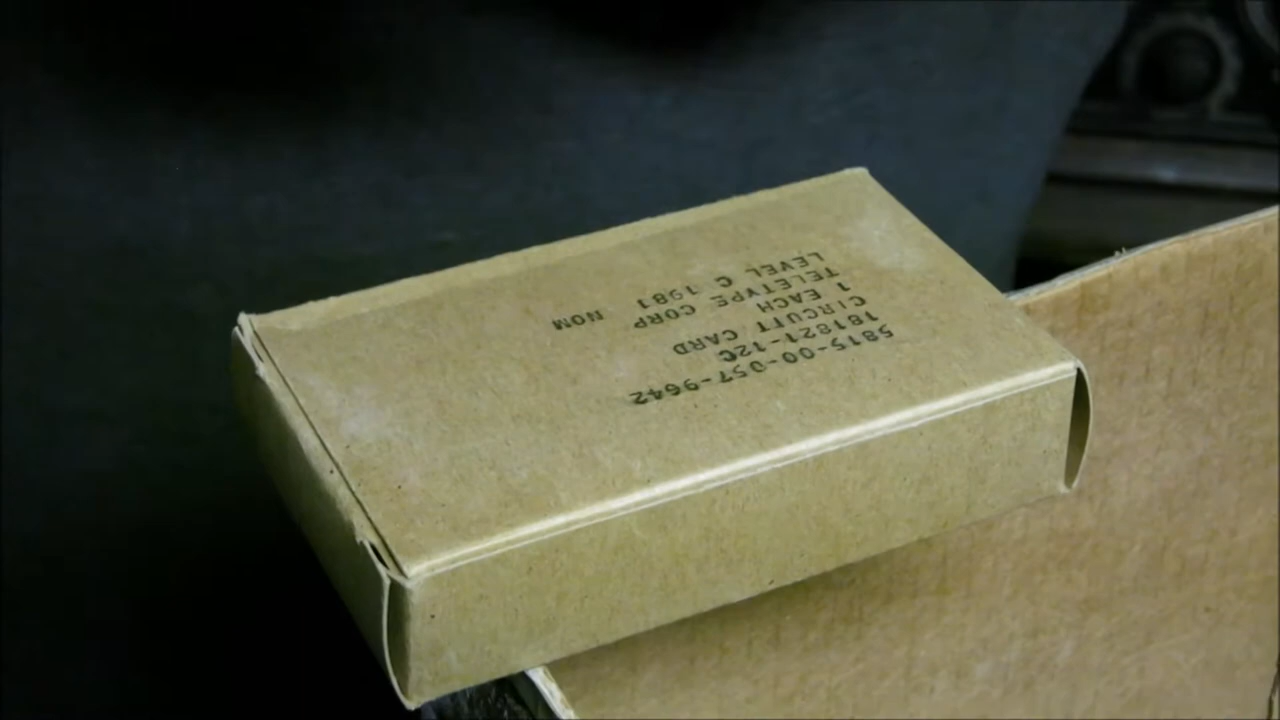 5815-00-057-9642
181821-12C
CIRCUIT CARD
1 EACH
TELETYPE CORP
LEVEL C 1981 NOM